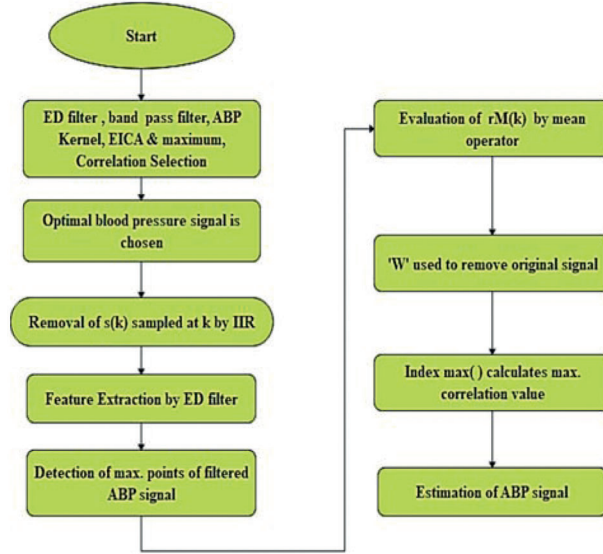 Start
ED filter , band pass filter, ABP
Kernel, EICA & maximum,
Correlation Selection
Optimal blood pressure signal is
chosen
Removal of s(k) sampled at k by IIR
Feature Extraction by ED filter
Detection of max. points of filtered
ABP signal
Evaluation of rM(k) by mean
operator
'W' used to remove original signal
Index max( ) calculates max.
correlation value
Estimation of ABP signal